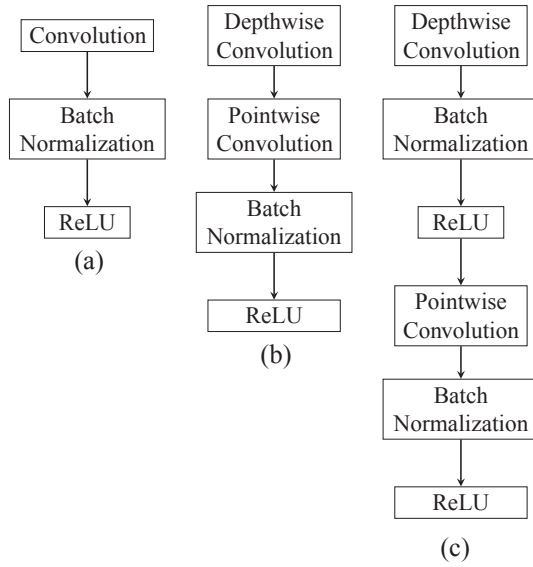 Convolution
Batch
Normalization
ReLU
(a)
Depthwise
Convolution
Pointwise
Convolution
Batch
Normalization
ReLU
(b)
Depthwise
Convolution
Batch
Normalization
ReLU
Pointwise
Convolution
Batch
Normalization
ReLU
(c)